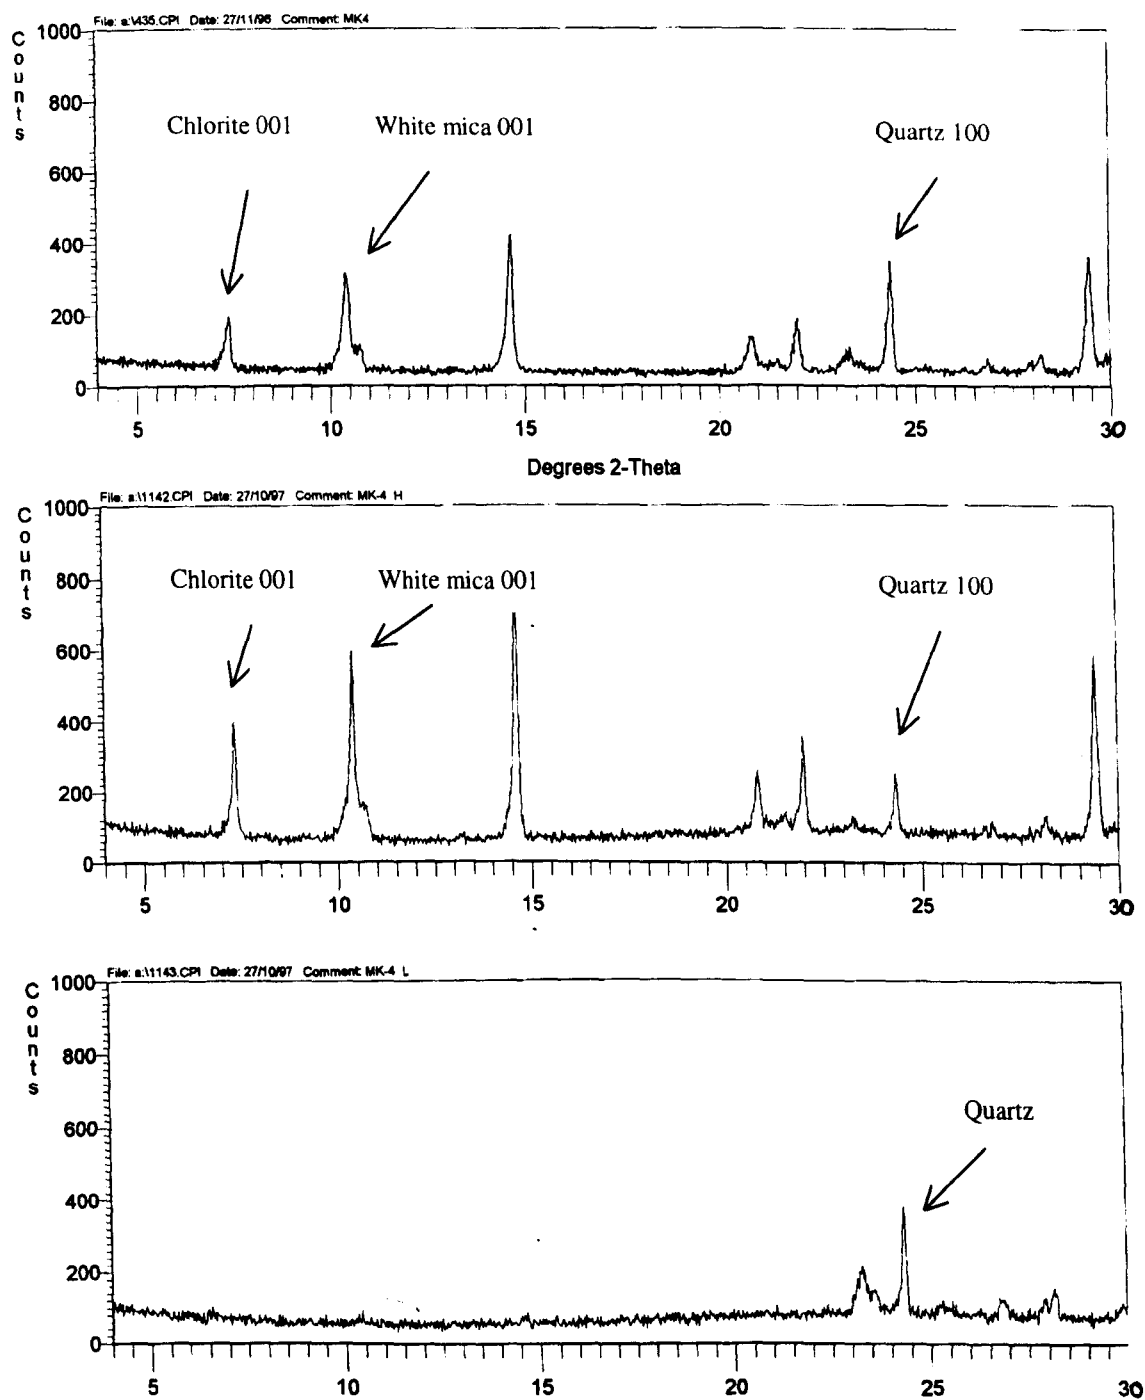 File: a:\435.CPI Date: 27/11/96 Comment: MK4
Counts
1000
800
600
400
200
0
Chlorite 001
White mica 001
Quartz 100
5 10 15 20 25 30
Degrees 2-Theta
File: a:\1142.CPI Date: 27/10/97 Comment: MK-4 H
Counts
1000
800
600
400
200
0
Chlorite 001
White mica 001
Quartz 100
5 10 15 20 25 30
File: a:\1143.CPI Date: 27/10/97 Comment: MK-4 L
Counts
1000
800
600
400
200
0
Quartz
5 10 15 20 25 30